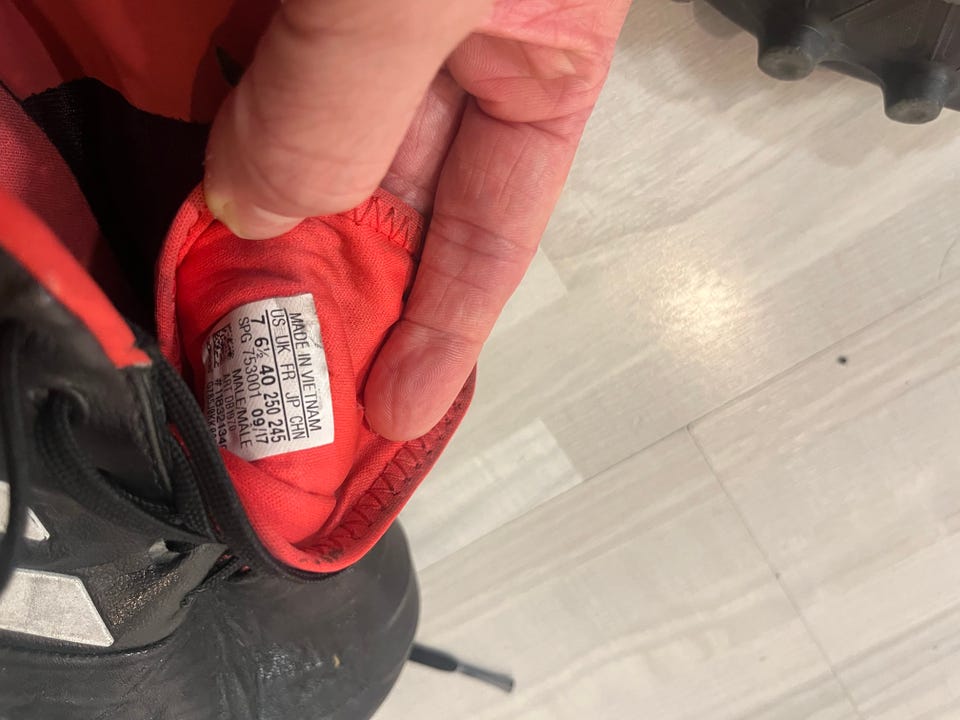 MADE IN VIETNAM
US UK FR JP CHN
7 6½ 40 250 245
SPG 753001 09/17
MALE/MALE